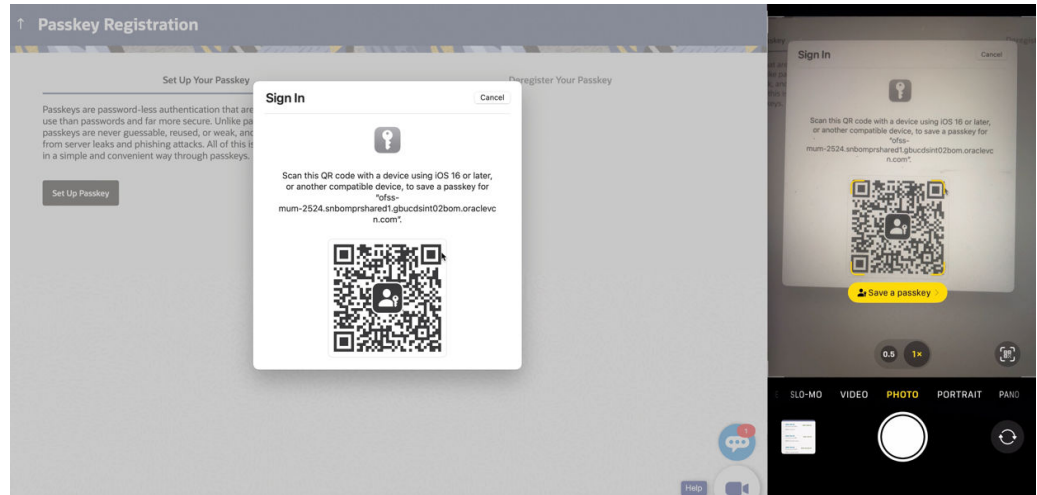 Passkey Registration
Set Up Your Passkey
Deregister Your Passkey
Passkeys are password-less authentication that are
use than passwords and far more secure. Unlike pa
passkeys are never guessable, reused, or weak, and
from server leaks and phishing attacks. All of this is
in a simple and convenient way through passkeys.
Set Up Passkey
Sign In
Cancel
Scan this QR code with a device using iOS 16 or later,
or another compatible device, to save a passkey for
"ofss-
mum-2524.snbomprshared1.gbucdsint02bom.oraclevc
n.com".
1
Help
Sign In
Cancel
Scan this QR code with a device using iOS 16 or later,
or another compatible device, to save a passkey for
"ofss-
mum-2524.snbomprshared1.gbucdsint02bom.oraclevc
n.com".
Save a passkey
0.5
1×
SLO-MO
VIDEO
PHOTO
PORTRAIT
PANO